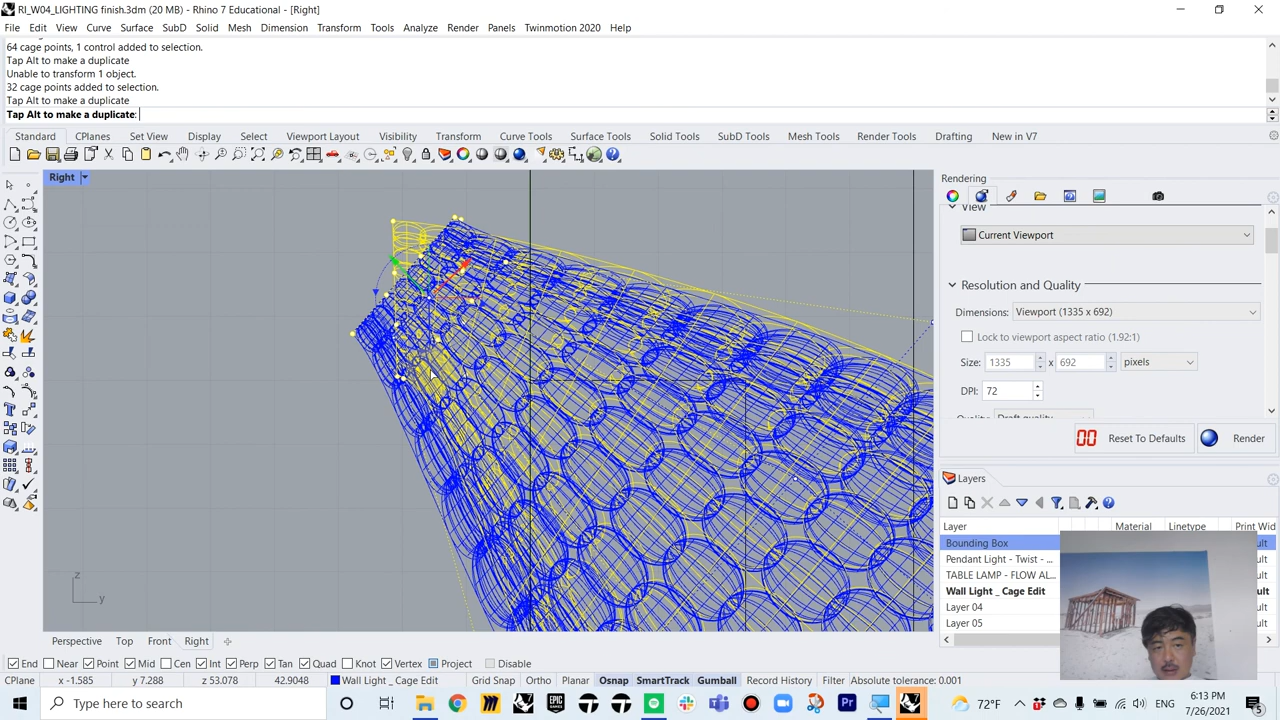 RI_W04_LIGHTING finish.3dm (20 MB) - Rhino 7 Educational - [Right]
File Edit View Curve Surface SubD Solid Mesh Dimension Transform Tools Analyze Render Panels Twinmotion 2020 Help
64 cage points, 1 control added to selection.
Tap Alt to make a duplicate
Unable to transform 1 object.
32 cage points added to selection.
Tap Alt to make a duplicate
Tap Alt to make a duplicate:
Standard CPlanes Set View Display Select Viewport Layout Visibility Transform Curve Tools Surface Tools Solid Tools SubD Tools Mesh Tools Render Tools Drafting New in V7
Right
Rendering
View
Current Viewport
Resolution and Quality
Dimensions: Viewport (1335 x 692)
Lock to viewport aspect ratio (1.92:1)
Size: 1335 x 692 pixels
DPI: 72
Quality: Draft quality
Reset To Defaults Render
Layers
Layer Material Linetype Print Wid
Bounding Box ult
Pendant Light - Twist - ...
TABLE LAMP - FLOW AL...
Wall Light _ Cage Edit
Layer 04
Layer 05
z
y
Perspective Top Front Right
End Near Point Mid Cen Int Perp Tan Quad Knot Vertex Project Disable
CPlane x -1.585 y 7.288 z 53.078 42.9048 Wall Light _ Cage Edit Grid Snap Ortho Planar Osnap SmartTrack Gumball Record History Filter Absolute tolerance: 0.001
Type here to search
72°F
ENG
6:13 PM
7/26/2021
5